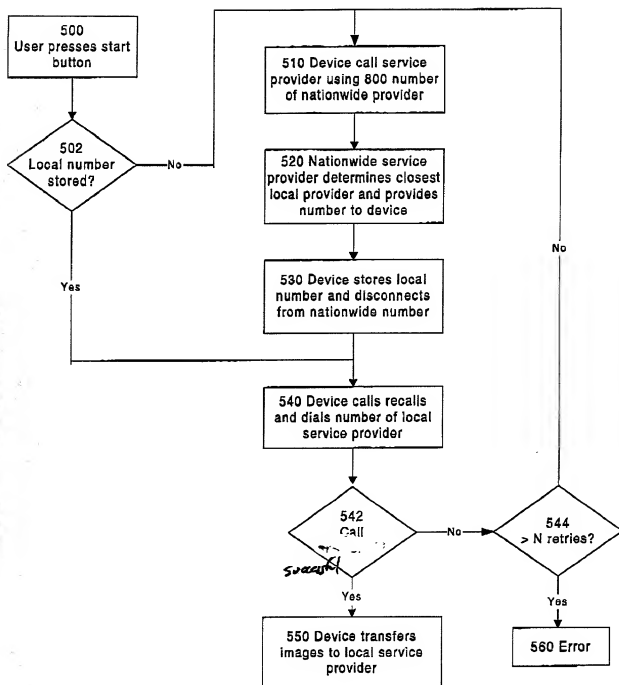 500
User presses start
button
502
Local number
stored?
No
Yes
510 Device call service
provider using 800 number
of nationwide provider
520 Nationwide service
provider determines closest
local provider and provides
number to device
530 Device stores local
number and disconnects
from nationwide number
540 Device calls recalls
and dials number of local
service provider
542
Call
successful
No
Yes
544
> N retries?
No
Yes
550 Device transfers
images to local service
provider
560 Error